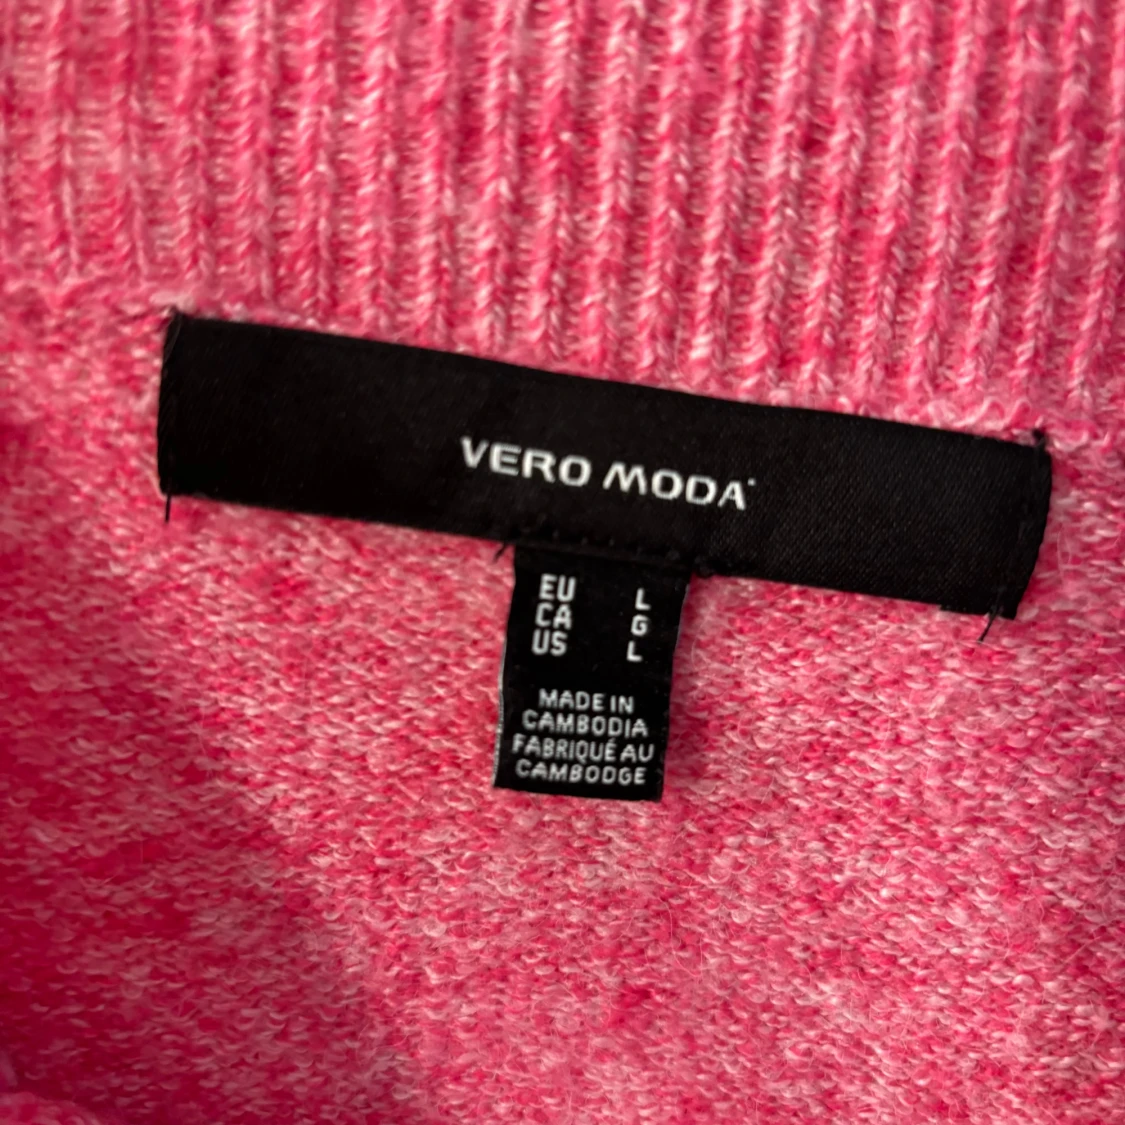 VERO MODA
EU L
CA G
US L
MADE IN
CAMBODIA
FABRIQUÉ AU
CAMBODGE